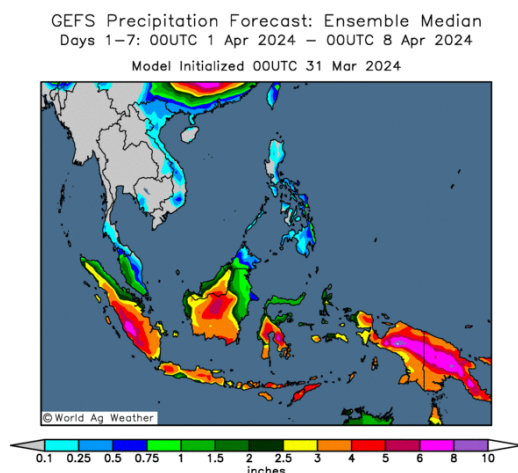 GEFS Precipitation Forecast: Ensemble Median
Days 1-7: 00UTC 1 Apr 2024 - 00UTC 8 Apr 2024
Model Initialized 00UTC 31 Mar 2024
© World Ag Weather
0.1 0.25 0.5 0.75 1 1.5 2 2.5 3 4 5 6 8 10
inches